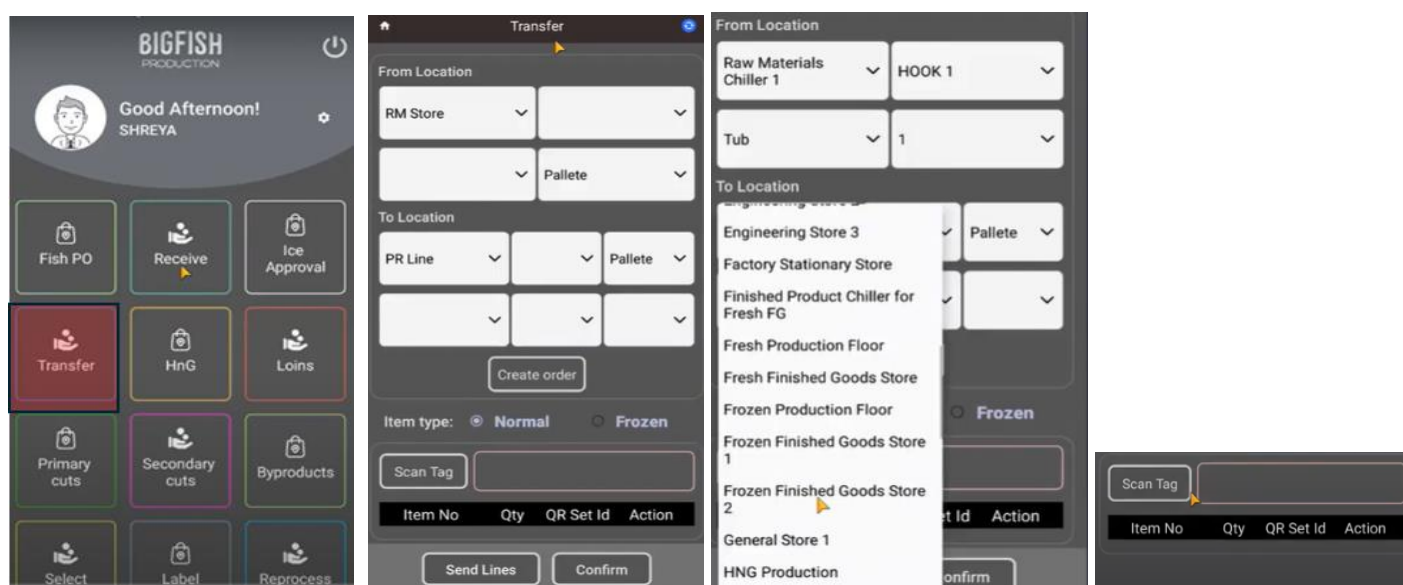 BIGFISH
PRODUCTION
Good Afternoon!
SHREYA
Fish PO
Receive
Ice
Approval
Transfer
HnG
Loins
Primary
cuts
Secondary
cuts
Byproducts
Select
Label
Reprocess
Transfer
From Location
RM Store
Pallete
To Location
PR Line
Pallete
Create order
Item type: Normal Frozen
Scan Tag
Item No Qty QR Set Id Action
Send Lines Confirm
From Location
Raw Materials
Chiller 1
HOOK 1
Tub
1
To Location
Engineering Store 3
Factory Stationary Store
Finished Product Chiller for
Fresh FG
Fresh Production Floor
Fresh Finished Goods Store
Frozen Production Floor
Frozen Finished Goods Store
1
Frozen Finished Goods Store
2
General Store 1
HNG Production
Pallete
Frozen
Id Action
onfirm
Scan Tag
Item No Qty QR Set Id Action